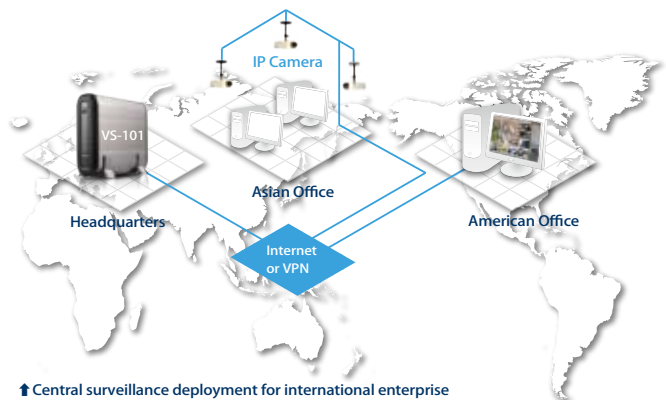 IP Camera
VS-101
Asian Office
Headquarters
American Office
Internet
or VPN
⬆ Central surveillance deployment for international enterprise